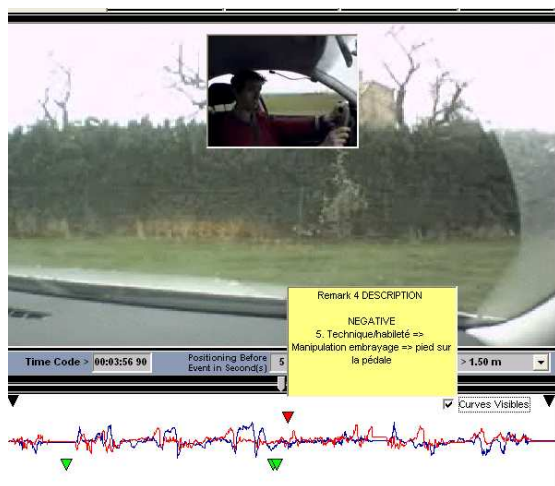 Remark 4 DESCRIPTION
NEGATIVE
5. Technique/habileté =>
Manipulation embrayage => pied sur
la pédale
Time Code > 00:03:56 90
Positioning Before
Event in Second(s)
5
> 1.50 m
Curves Visibles